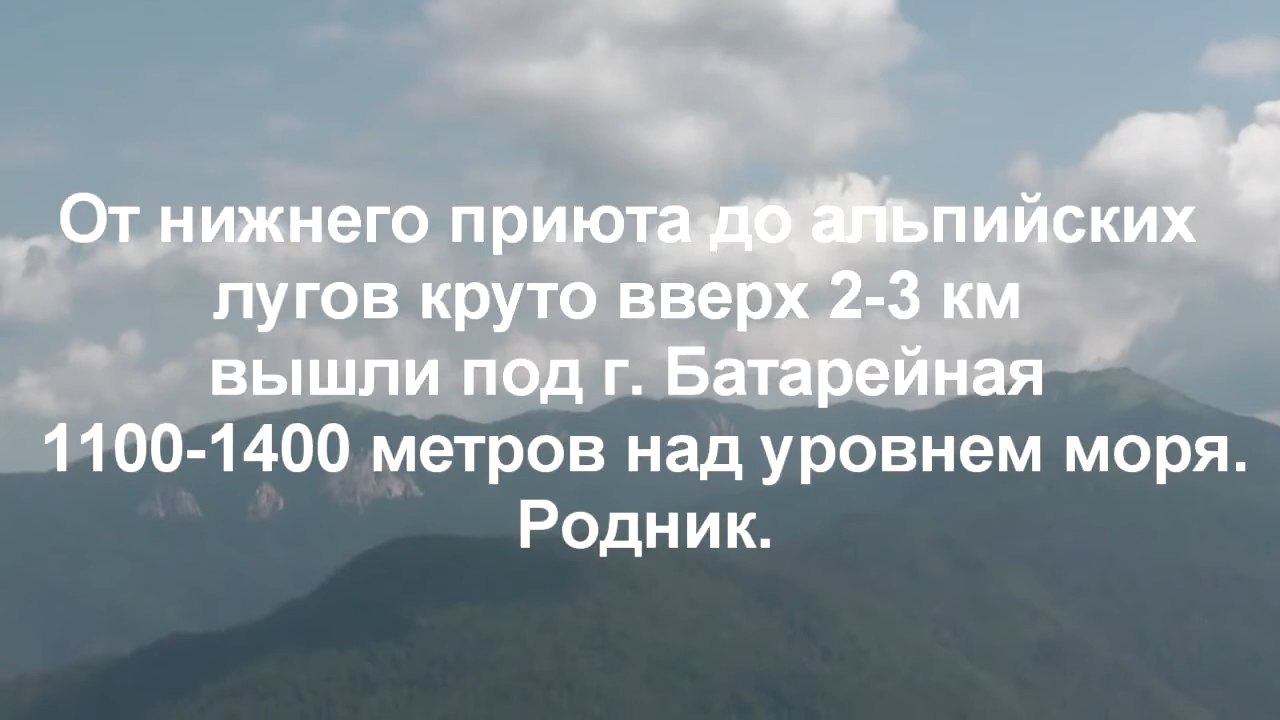 От нижнего приюта до альпийских
лугов круто вверх 2-3 км
вышли под г. Батарейная
1100-1400 метров над уровнем моря.
Родник.